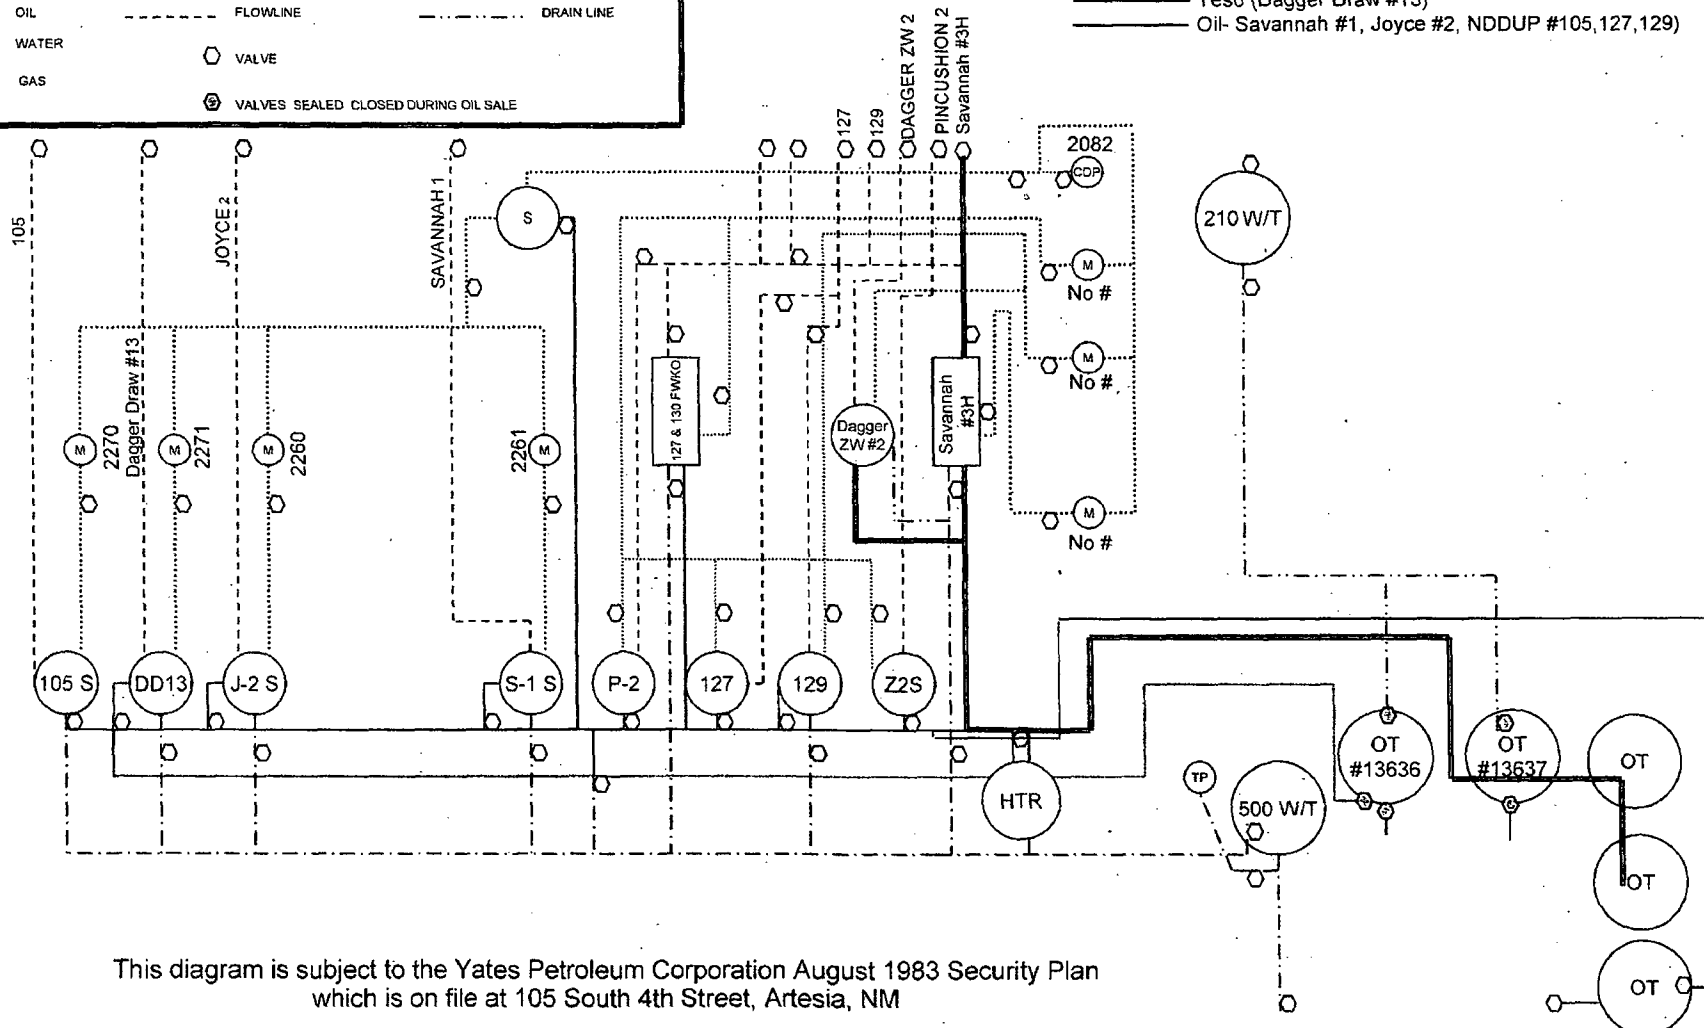 OIL
FLOWLINE
DRAIN LINE
WATER
VALVE
GAS
VALVES SEALED CLOSED DURING OIL SALE
Teso (Dagger Draw #13)
Oil- Savannah #1, Joyce #2, NDDUP #105,127,129)
105
JOYCE 2
SAVANNAH 1
127
129
DAGGER ZW 2
PINCUSHION 2
Savannah #3H
S
2082
CDP
210 W/T
M
No #
M
No #
M
No #
M
2270
Dagger Draw #13
M
2271
M
2260
2261
M
127 & 130 FWKO
Dagger
ZW #2
Savannah
#3H
105 S
DD13
J-2 S
S-1 S
P-2
127
129
Z2S
HTR
TP
500 W/T
OT
#13636
OT
#13637
OT
OT
OT
This diagram is subject to the Yates Petroleum Corporation August 1983 Security Plan
which is on file at 105 South 4th Street, Artesia, NM